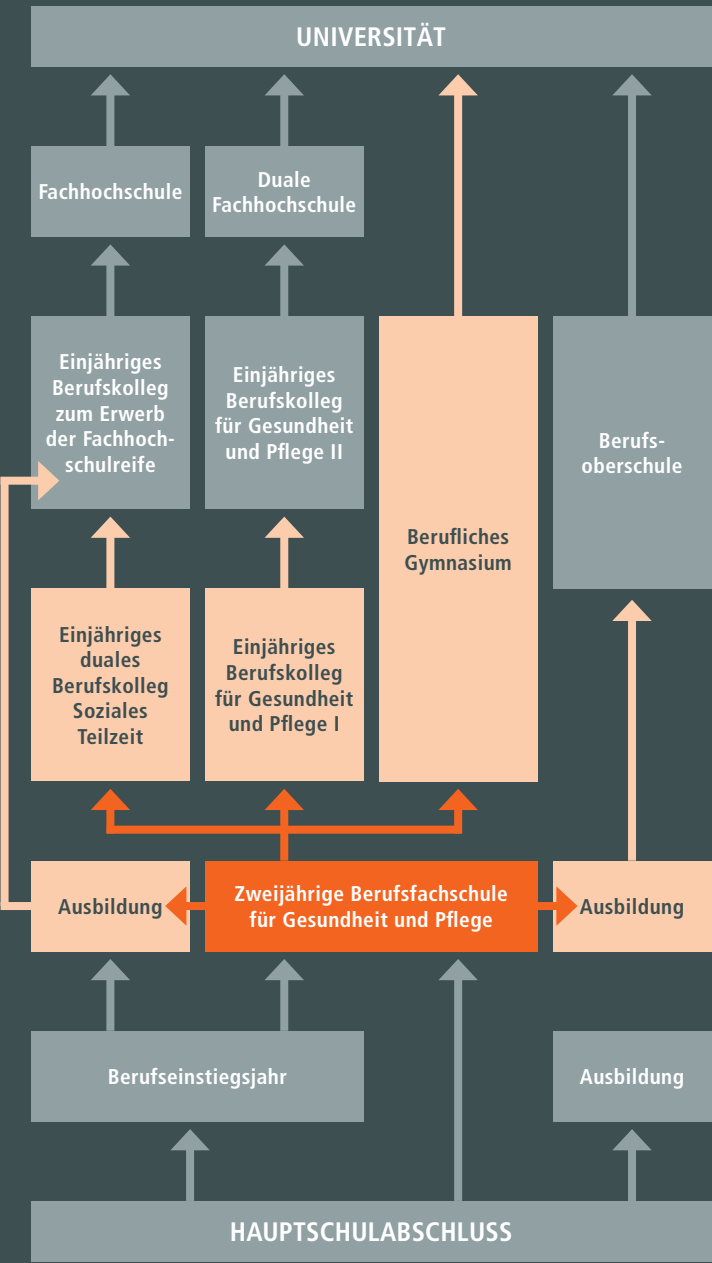 UNIVERSITÄT
Fachhochschule
Duale
Fachhochschule
Einjähriges
Berufskolleg
zum Erwerb
der Fachhoch-
schulreife
Einjähriges
Berufskolleg
für Gesundheit
und Pflege II
Berufliches
Gymnasium
Berufs-
oberschule
Einjähriges
duales
Berufskolleg
Soziales
Teilzeit
Einjähriges
Berufskolleg
für Gesundheit
und Pflege I
Ausbildung
Zweijährige Berufsfachschule
für Gesundheit und Pflege
Ausbildung
Berufseinstiegsjahr
Ausbildung
HAUPTSCHULABSCHLUSS